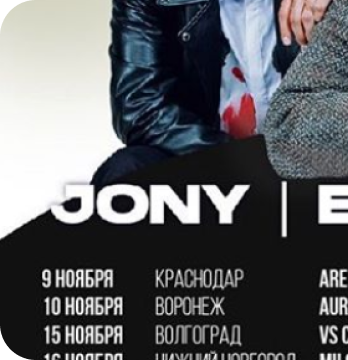 JONY | E
9 НОЯБРЯ КРАСНОДАР ARE
10 НОЯБРЯ ВОРОНЕЖ AUR
15 НОЯБРЯ ВОЛГОГРАД VS
16 НОЯБРЯ НИЖНИЙ НОВГОРОД